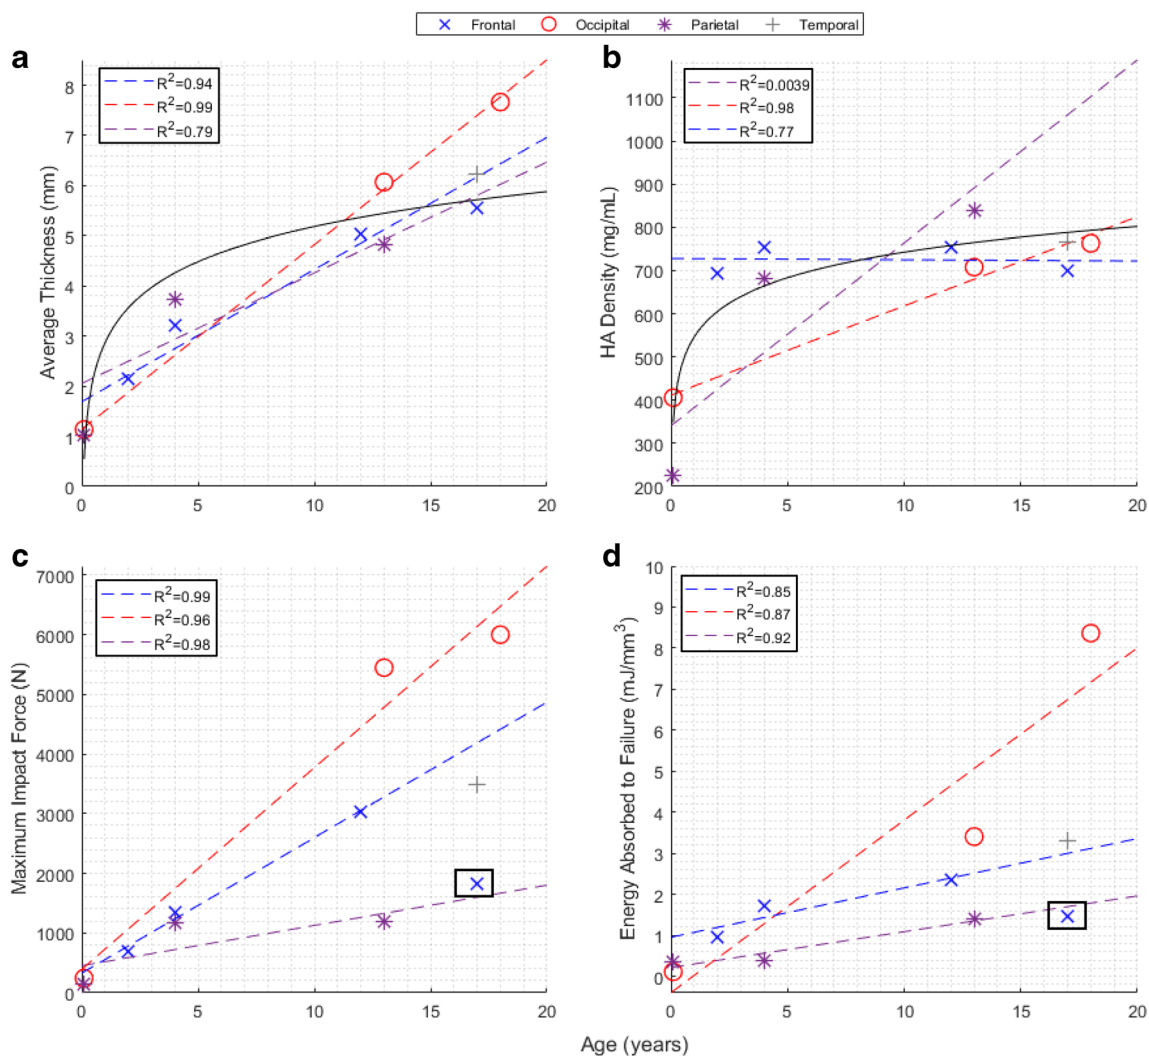 Frontal Occipital Parietal Temporal
a
R²=0.94
R²=0.99
R²=0.79
Average Thickness (mm)
8
7
6
5
4
3
2
1
0
0 5 10 15 20
b
R²=0.0039
R²=0.98
R²=0.77
HA Density (mg/mL)
1100
1000
900
800
700
600
500
400
300
200
0 5 10 15 20
c
R²=0.99
R²=0.96
R²=0.98
Maximum Impact Force (N)
7000
6000
5000
4000
3000
2000
1000
0
0 5 10 15 20
d
R²=0.85
R²=0.87
R²=0.92
Energy Absorbed to Failure (mJ/mm³)
10
9
8
7
6
5
4
3
2
1
0
0 5 10 15 20
Age (years)